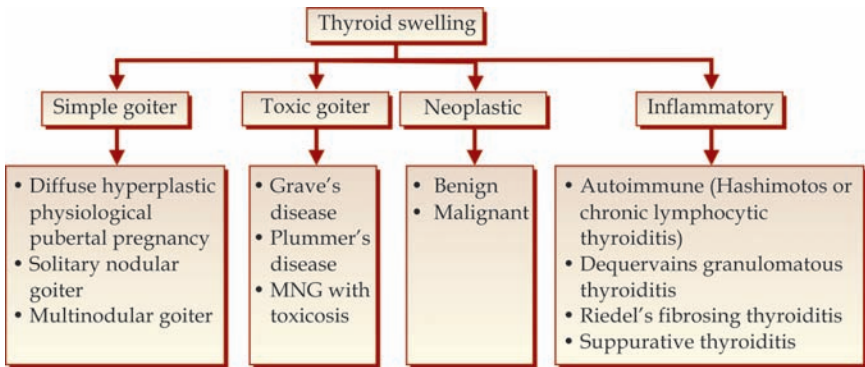 Thyroid swelling
Simple goiter
Toxic goiter
Neoplastic
Inflammatory
• Diffuse hyperplastic
physiological
pubertal pregnancy
• Solitary nodular
goiter
• Multinodular goiter
• Grave's
disease
• Plummer's
disease
• MNG with
toxicosis
• Benign
• Malignant
• Autoimmune (Hashimotos or
chronic lymphocytic
thyroiditis)
• Dequervains granulomatous
thyroiditis
• Riedel's fibrosing thyroiditis
• Suppurative thyroiditis